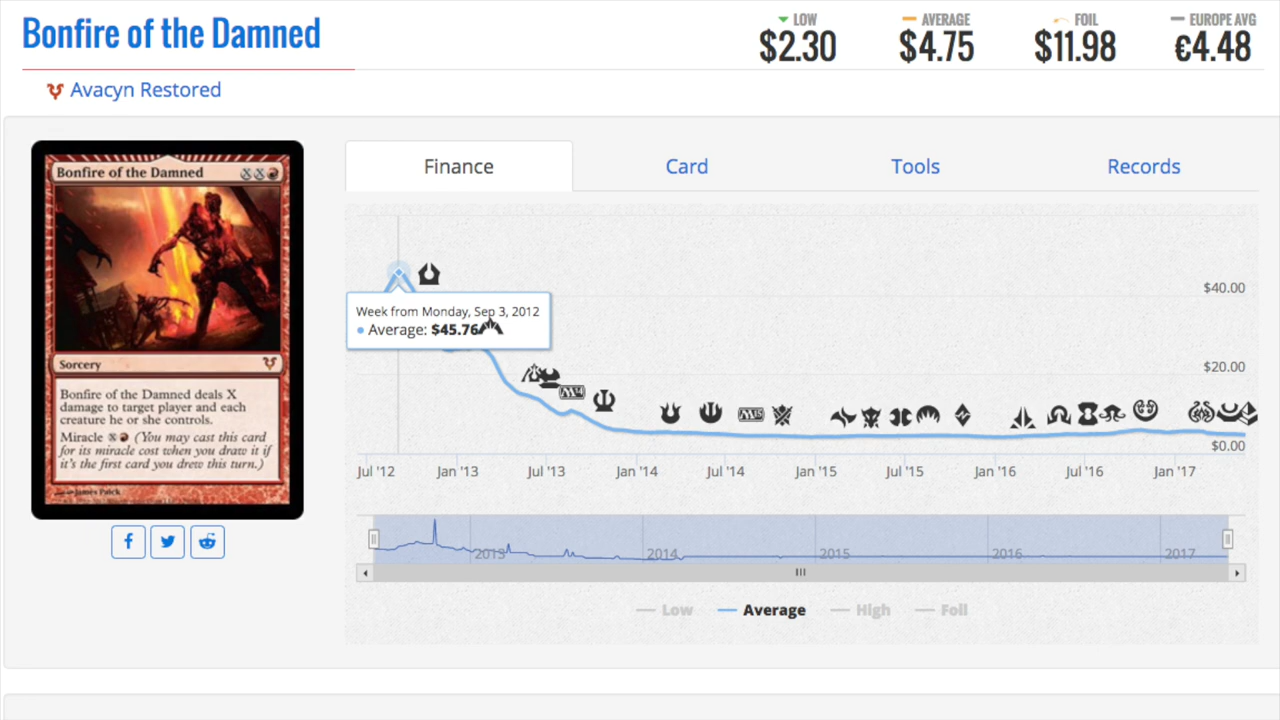 Bonfire of the Damned
LOW
$2.30
AVERAGE
$4.75
FOIL
$11.98
EUROPE AVG
€4.48
Avacyn Restored
Bonfire of the Damned XXR
Sorcery
Bonfire of the Damned deals X
damage to target player and each
creature he or she controls.
Miracle X (You may cast this card
for its miracle cost when you draw it if
it's the first card you drew this turn.)
James Paick
Finance
Card
Tools
Records
$40.00
Week from Monday, Sep 3, 2012
Average: $45.76
$20.00
M14
M15
$0.00
Jul '12
Jan '13
Jul '13
Jan '14
Jul '14
Jan '15
Jul '15
Jan '16
Jul '16
Jan '17
2013
2014
2015
2016
2017
Low
Average
High
Foil